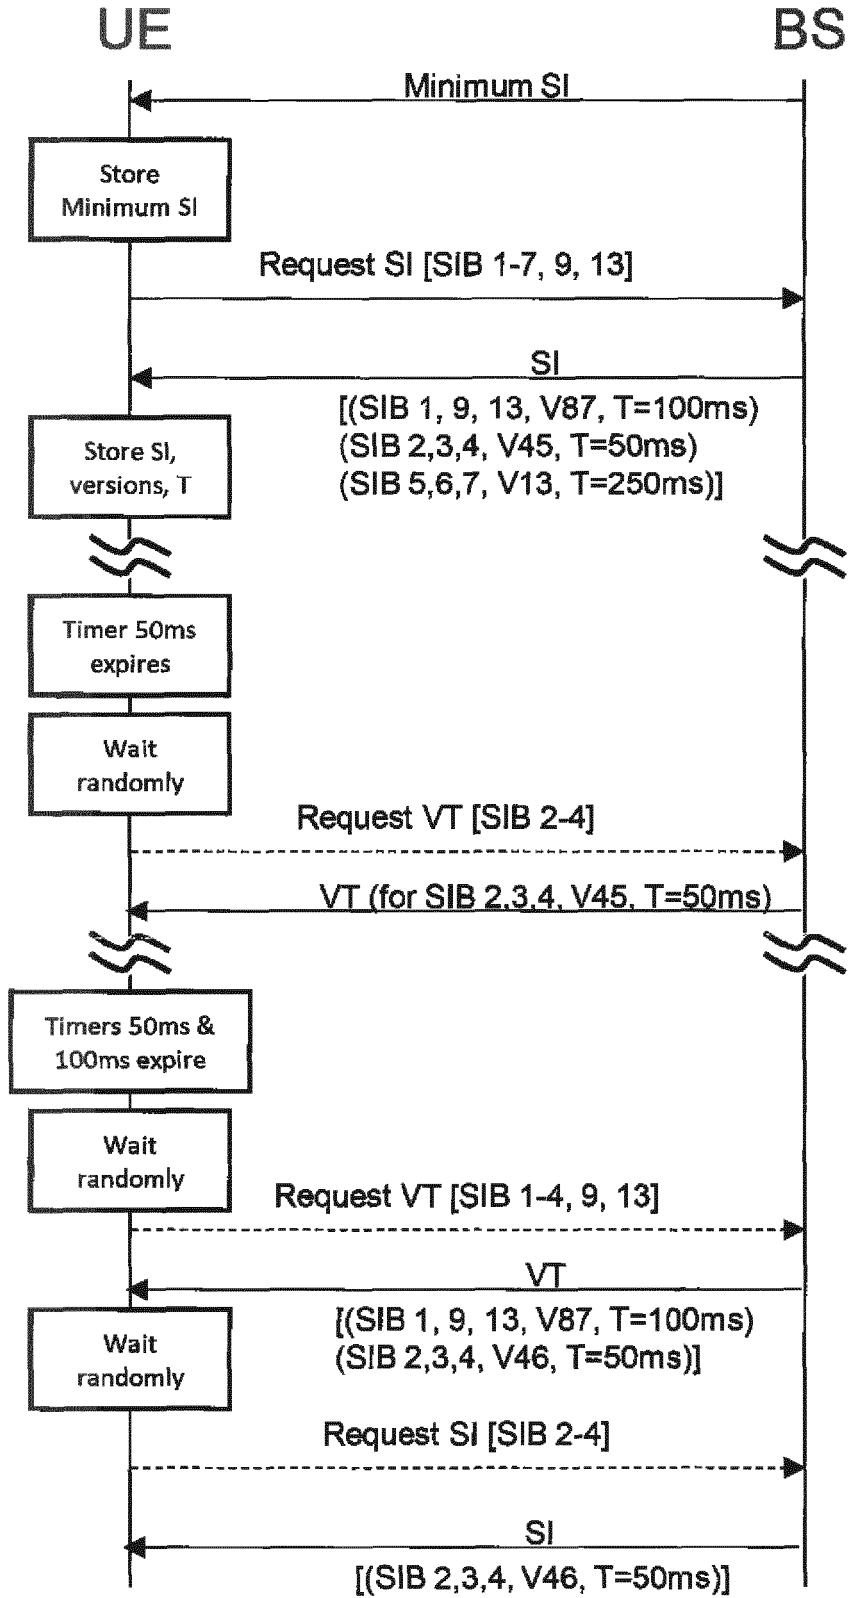 UE
BS
Minimum SI
Store
Minimum SI
Request SI [SIB 1-7, 9, 13]
SI
[(SIB 1, 9, 13, V87, T=100ms)
(SIB 2,3,4, V45, T=50ms)
(SIB 5,6,7, V13, T=250ms)]
Store SI,
versions, T
Timer 50ms
expires
Wait
randomly
Request VT [SIB 2-4]
VT (for SIB 2,3,4, V45, T=50ms)
Timers 50ms &
100ms expire
Wait
randomly
Request VT [SIB 1-4, 9, 13]
VT
[(SIB 1, 9, 13, V87, T=100ms)
(SIB 2,3,4, V46, T=50ms)]
Wait
randomly
Request SI [SIB 2-4]
SI
[(SIB 2,3,4, V46, T=50ms)]